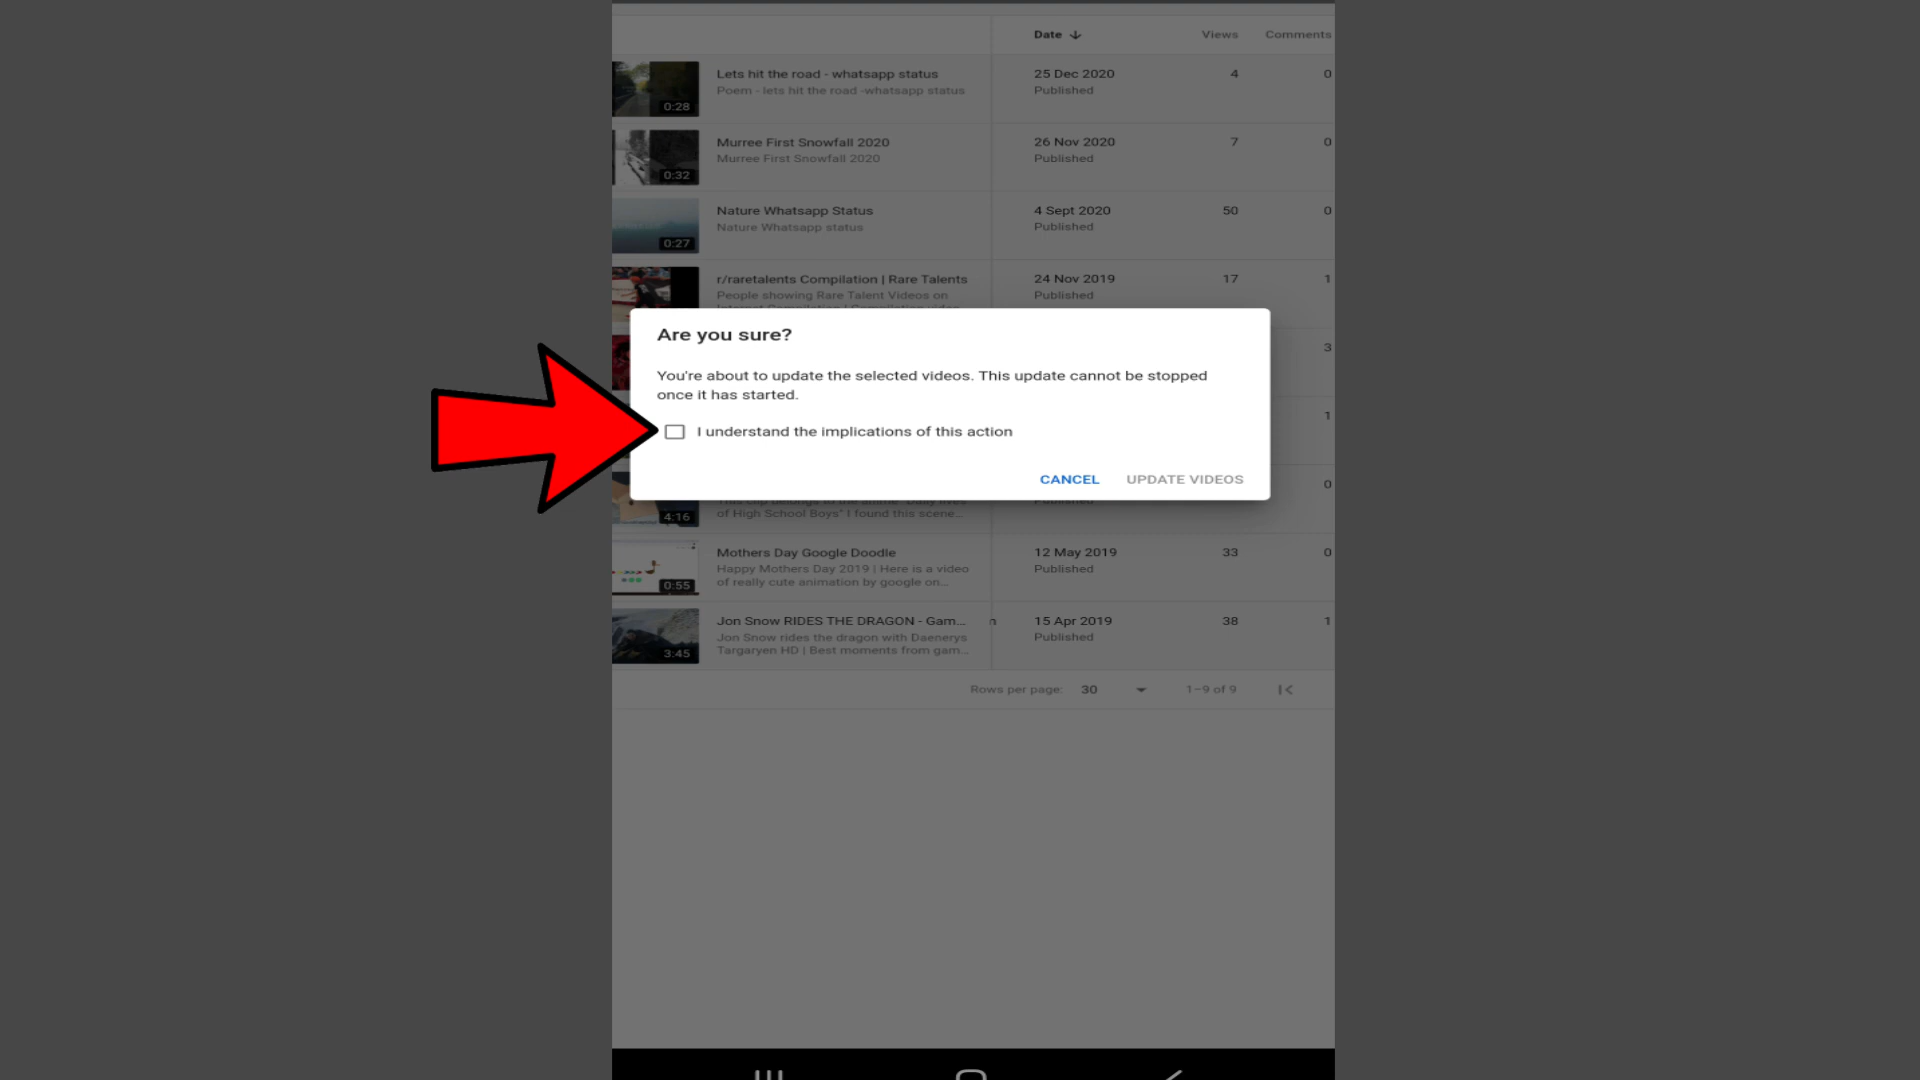 Date Views Comments
Lets hit the road - whatsapp status 25 Dec 2020 4 0
Poem - lets hit the road -whatsapp status Published
0:28
Murree First Snowfall 2020 26 Nov 2020 7 0
Murree First Snowfall 2020 Published
0:32
Nature Whatsapp Status 4 Sept 2020 50 0
Nature Whatsapp status Published
0:27
r/raretalents Compilation | Rare Talents 24 Nov 2019 17 1
People showing Rare Talent Videos on Published
Are you sure?
3
You're about to update the selected videos. This update cannot be stopped
once it has started.
1
I understand the implications of this action
CANCEL UPDATE VIDEOS
0
of High School Boys" I found this scene...
4:16
Mothers Day Google Doodle 12 May 2019 33 0
Happy Mothers Day 2019 | Here is a video Published
of really cute animation by google on...
0:55
Jon Snow RIDES THE DRAGON - Gam... n 15 Apr 2019 38 1
Jon Snow rides the dragon with Daenerys Published
Targaryen HD | Best moments from gam...
3:45
Rows per page: 30 1–9 of 9